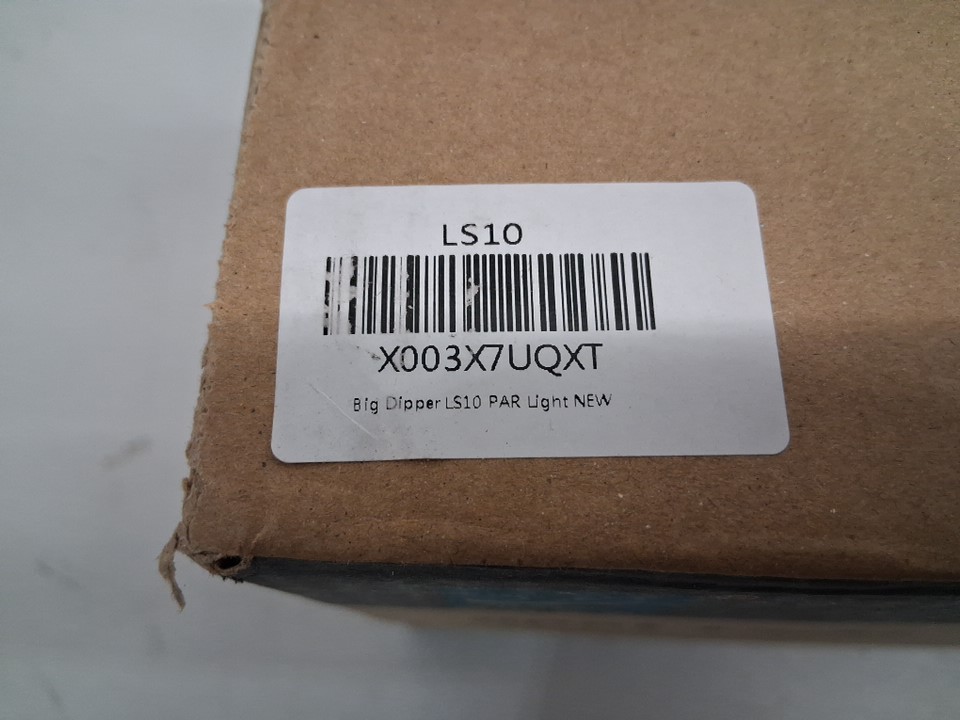 LS10
X003X7UQXT
Big Dipper LS10 PAR Light NEW